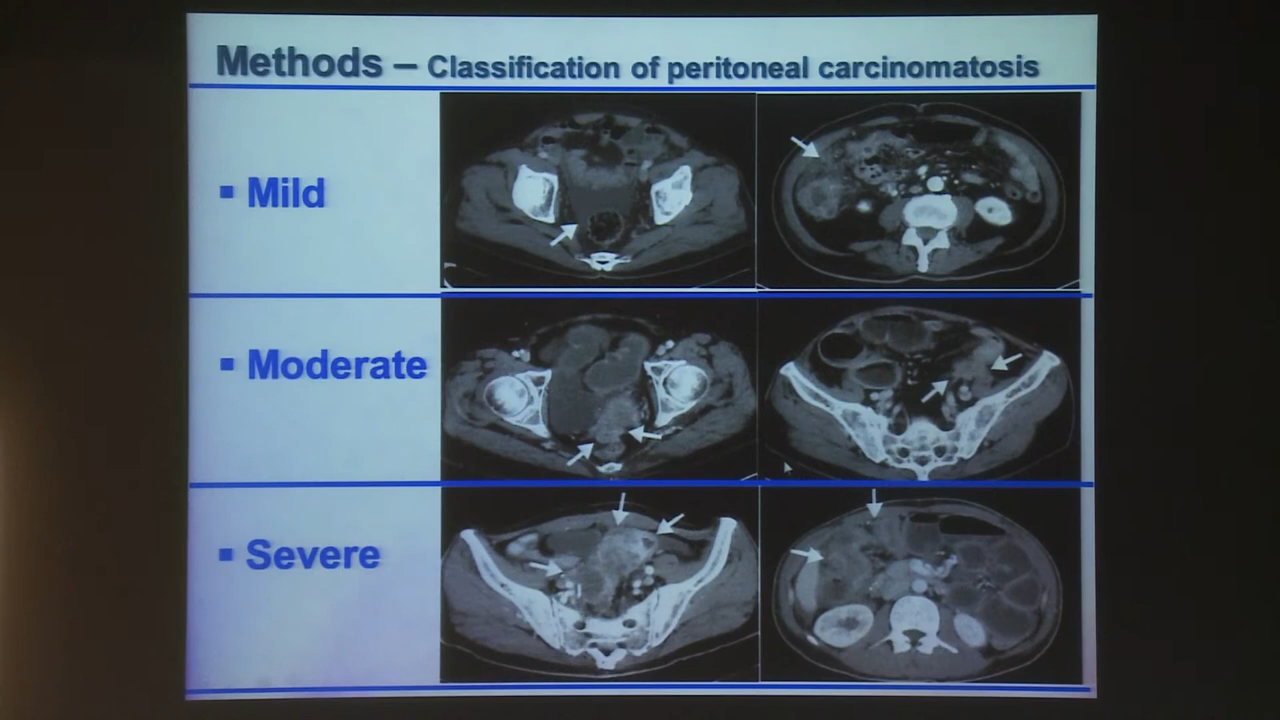 Methods – Classification of peritoneal carcinomatosis
▪ Mild
▪ Moderate
▪ Severe